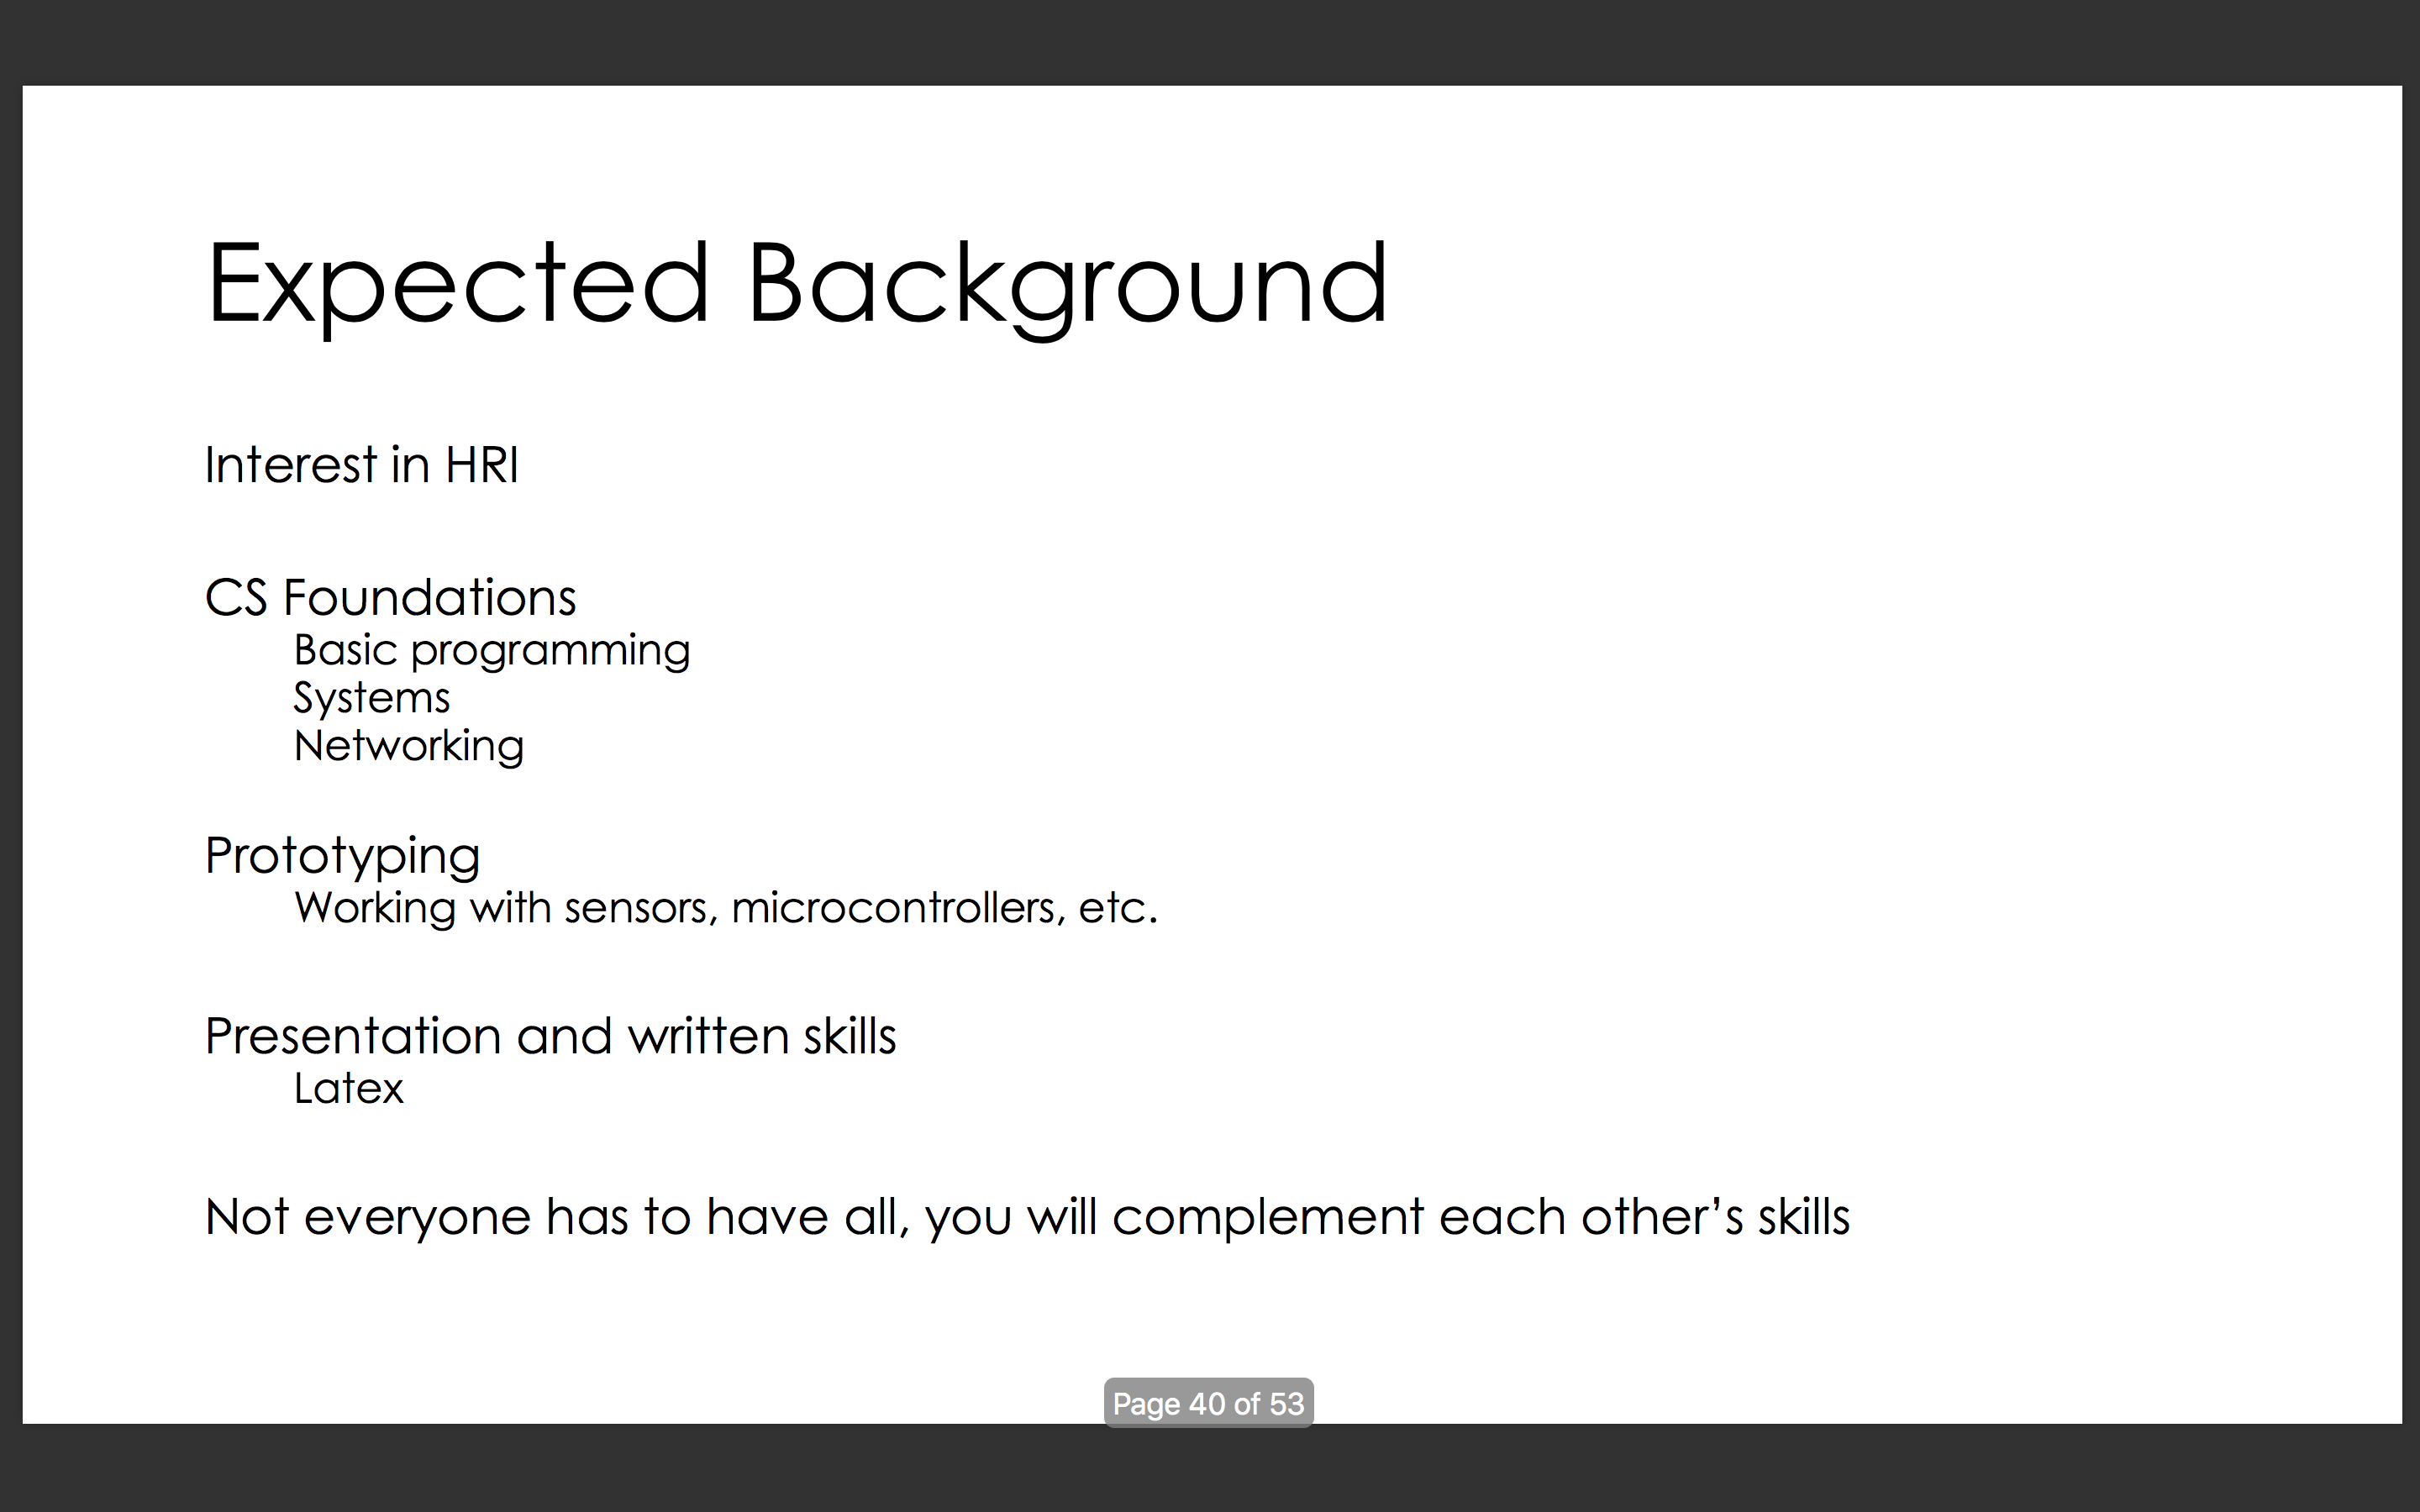 Expected Background
Interest in HRI
CS Foundations
Basic programming
Systems
Networking
Prototyping
Working with sensors, microcontrollers, etc.
Presentation and written skills
Latex
Not everyone has to have all, you will complement each other’s skills
Page 40 of 53